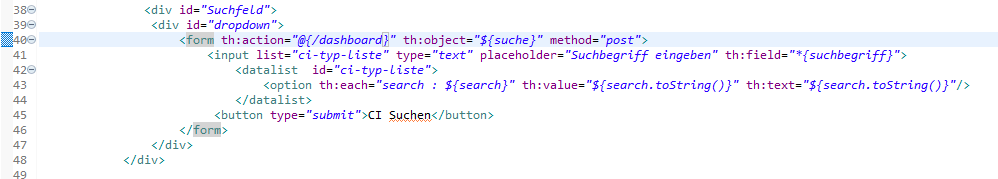 38 <div id="Suchfeld">
39 <div id="dropdown">
40 <form th:action="@{/dashboard}" th:object="${suche}" method="post">
41 <input list="ci-typ-liste" type="text" placeholder="Suchbegriff eingeben" th:field="*{suchbegriff}">
42 <datalist  id="ci-typ-liste">
43 <option th:each="search : ${search}" th:value="${search.toString()}" th:text="${search.toString()}"/>
44 </datalist>
45 <button type="submit">CI Suchen</button>
46 </form>
47 </div>
48 </div>
49